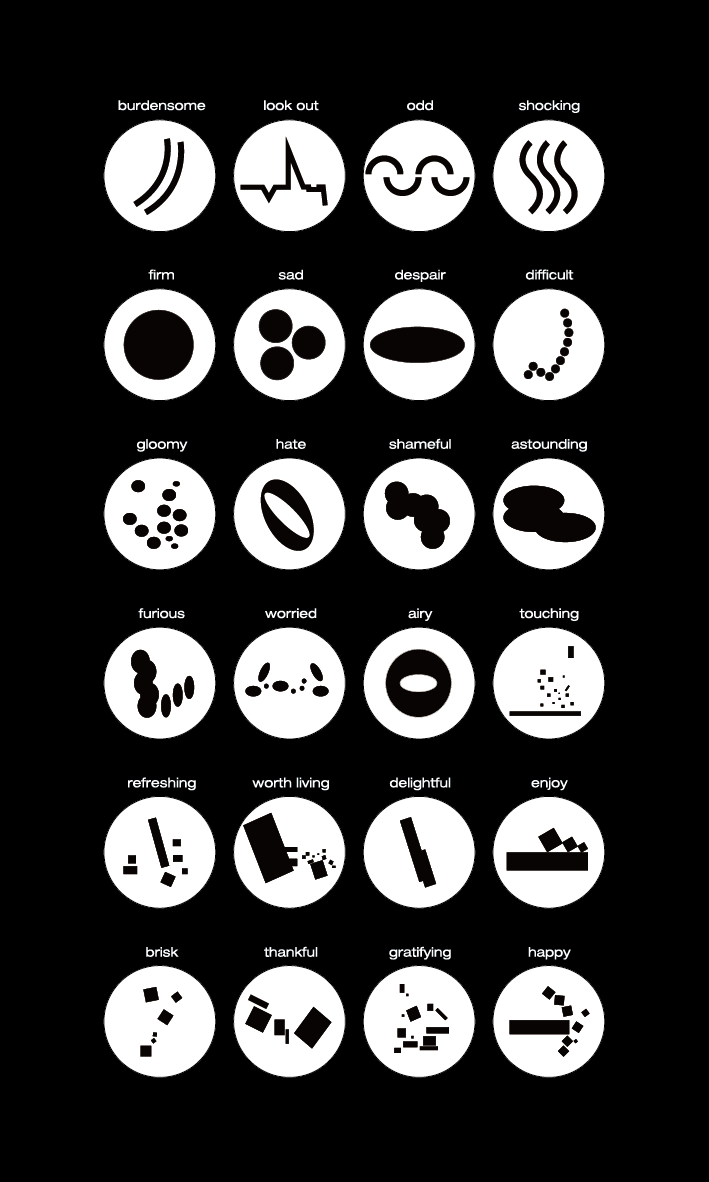 burdensome look out odd shocking
firm sad despair difficult
gloomy hate shameful astounding
furious worried airy touching
refreshing worth living delightful enjoy
brisk thankful gratifying happy